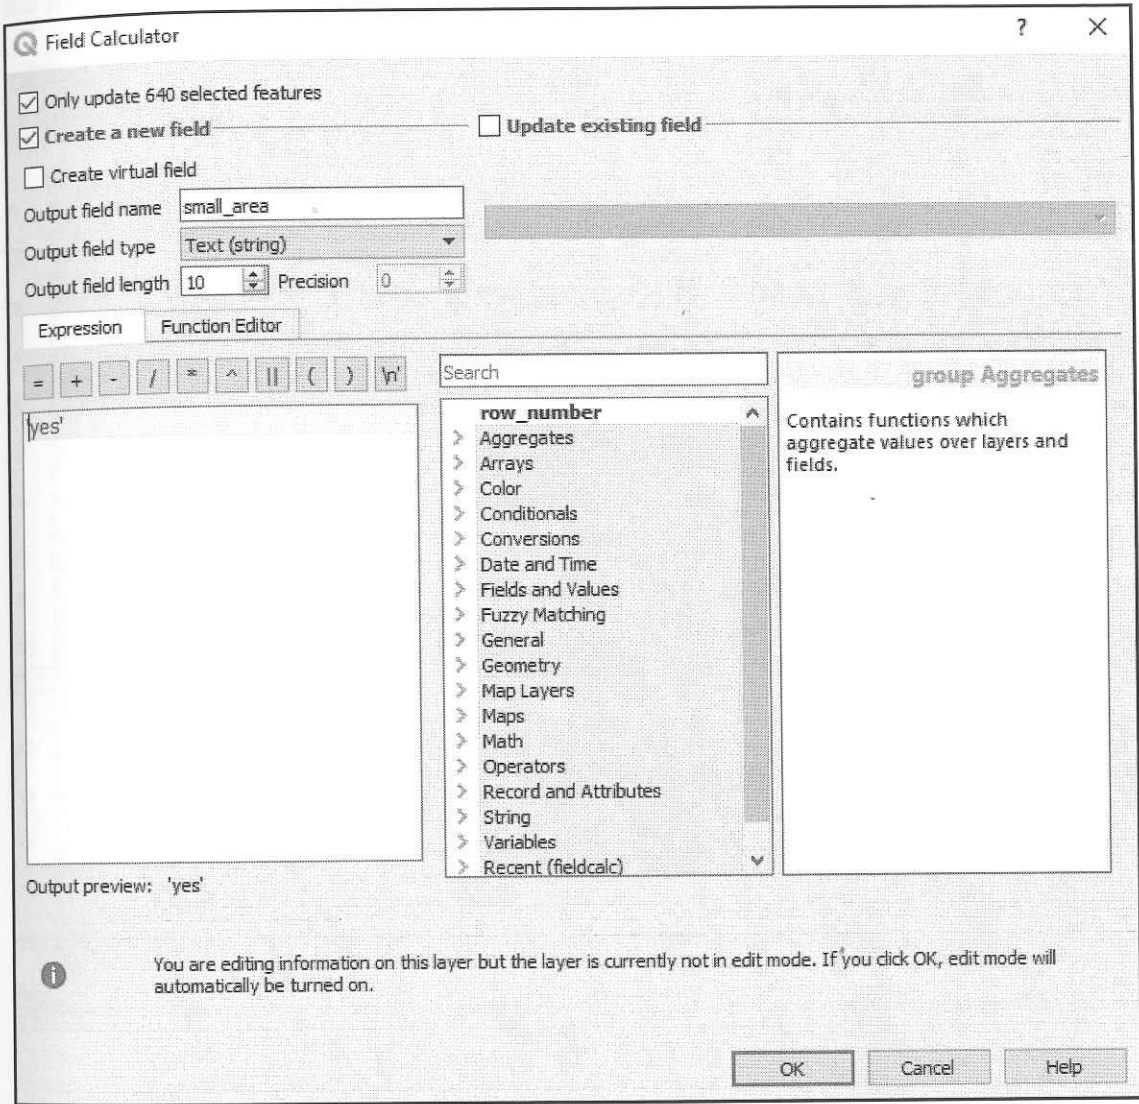 Field Calculator
?
Only update 640 selected features
Create a new field
Update existing field
Create virtual field
Output field name small_area
Output field type Text (string)
Output field length 10 Precision 0
Expression Function Editor
= + - / * ^ || ( ) \n'
Search
group Aggregates
yes'
row_number
Aggregates
Arrays
Color
Conditionals
Conversions
Date and Time
Fields and Values
Fuzzy Matching
General
Geometry
Map Layers
Maps
Math
Operators
Record and Attributes
String
Variables
Recent (fieldcalc)
Contains functions which
aggregate values over layers and
fields.
Output preview: 'yes'
You are editing information on this layer but the layer is currently not in edit mode. If you click OK, edit mode will
automatically be turned on.
OK Cancel Help